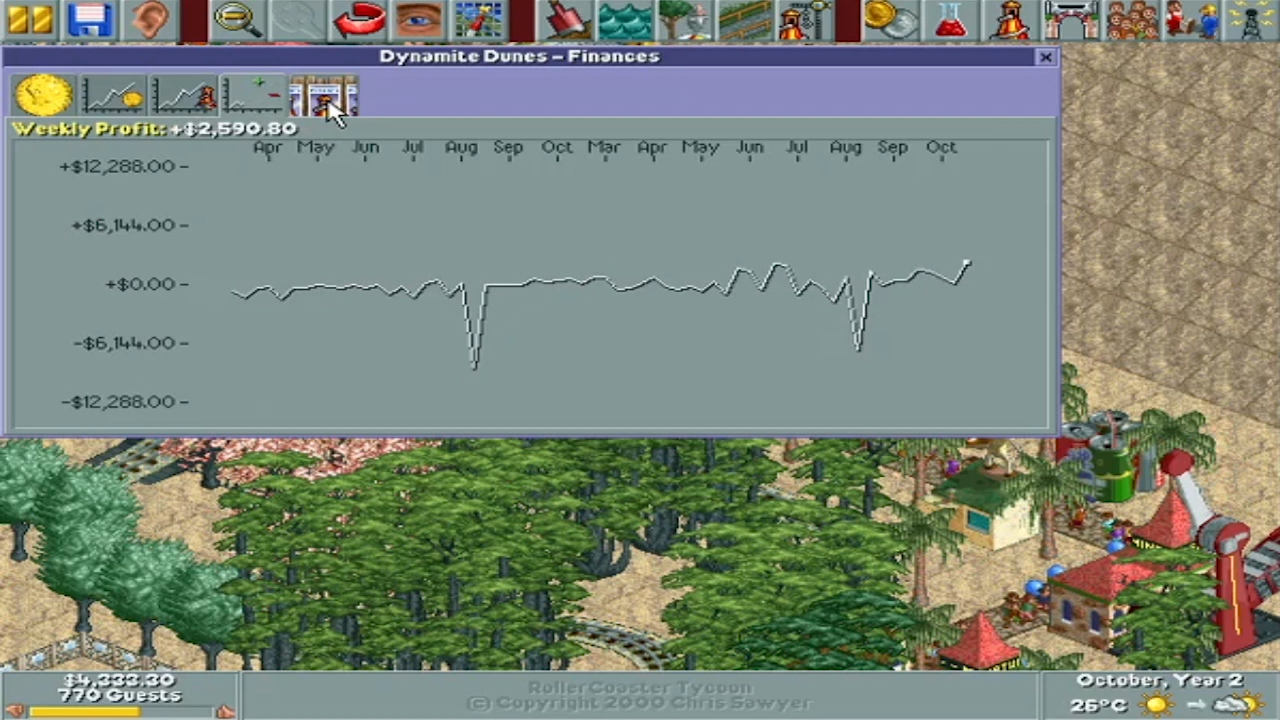 Dynamite Dunes – Finances
Weekly Profit: +$2,590.80
Apr May Jun Jul Aug Sep Oct Mar Apr May Jun Jul Aug Sep Oct
+$12,288.00
+$6,144.00
+$0.00
-$6,144.00
-$12,288.00
$4,333.30
770 Guests
RollerCoaster Tycoon
© Copyright 2000 Chris Sawyer
October, Year 2
26°C